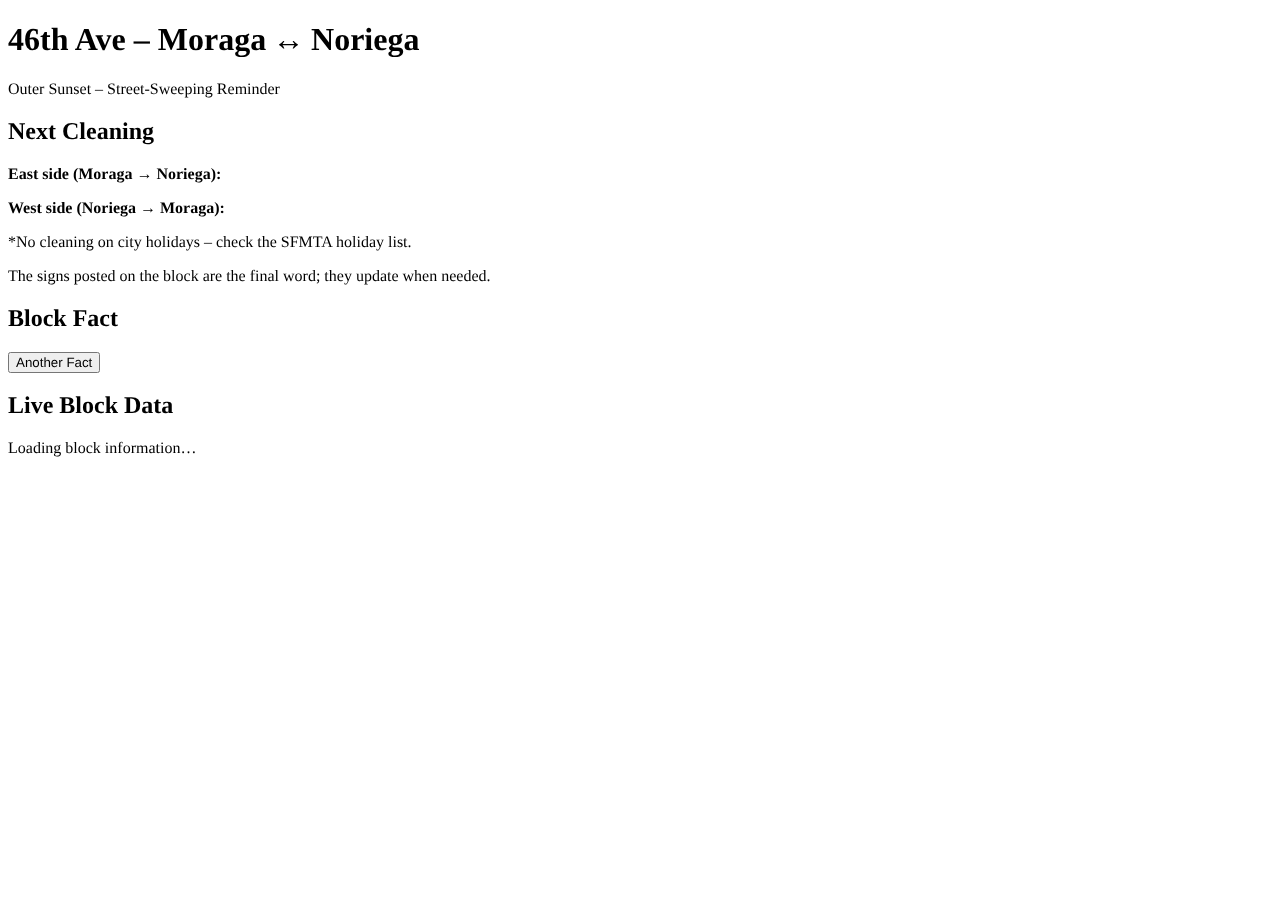 46th Ave – Moraga ↔ Noriega
Outer Sunset – Street-Sweeping Reminder
Next Cleaning
East side (Moraga → Noriega):
West side (Noriega → Moraga):
*No cleaning on city holidays – check the SFMTA holiday list.
The signs posted on the block are the final word; they update when needed.
Block Fact
Another Fact
Live Block Data
Loading block information…